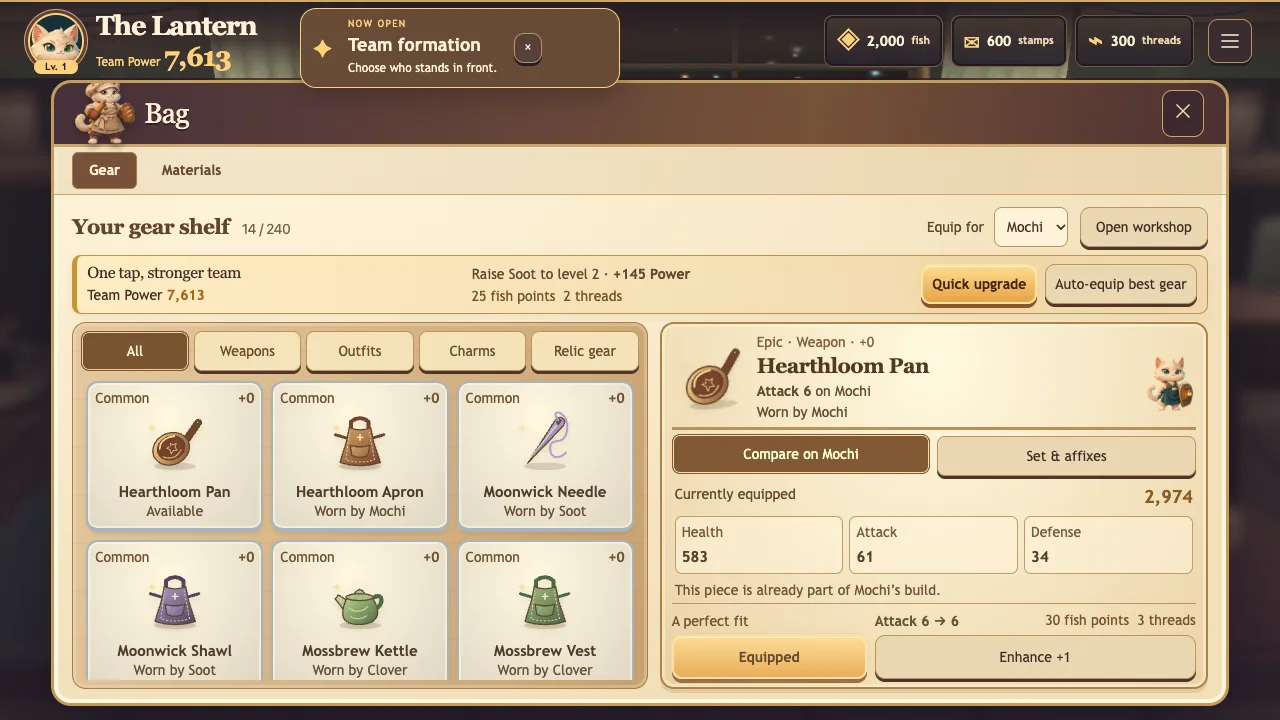 The Lantern
Lv. 1
Team Power 7,613
NOW OPEN
Team formation
Choose who stands in front.
×
2,000 fish
600 stamps
300 threads
Bag
Gear
Materials
Your gear shelf 14 / 240
Equip for
Mochi
Open workshop
One tap, stronger team
Team Power 7,613
Raise Soot to level 2 · +145 Power
25 fish points 2 threads
Quick upgrade
Auto-equip best gear
All
Weapons
Outfits
Charms
Relic gear
Common +0
Hearthloom Pan
Available
Common +0
Hearthloom Apron
Worn by Mochi
Common +0
Moonwick Needle
Worn by Soot
Common +0
Moonwick Shawl
Worn by Soot
Common +0
Mossbrew Kettle
Worn by Clover
Common +0
Mossbrew Vest
Worn by Clover
Epic · Weapon · +0
Hearthloom Pan
Attack 6 on Mochi
Worn by Mochi
Compare on Mochi
Set & affixes
Currently equipped
2,974
Health
583
Attack
61
Defense
34
This piece is already part of Mochi's build.
A perfect fit
Attack 6 → 6
30 fish points 3 threads
Equipped
Enhance +1